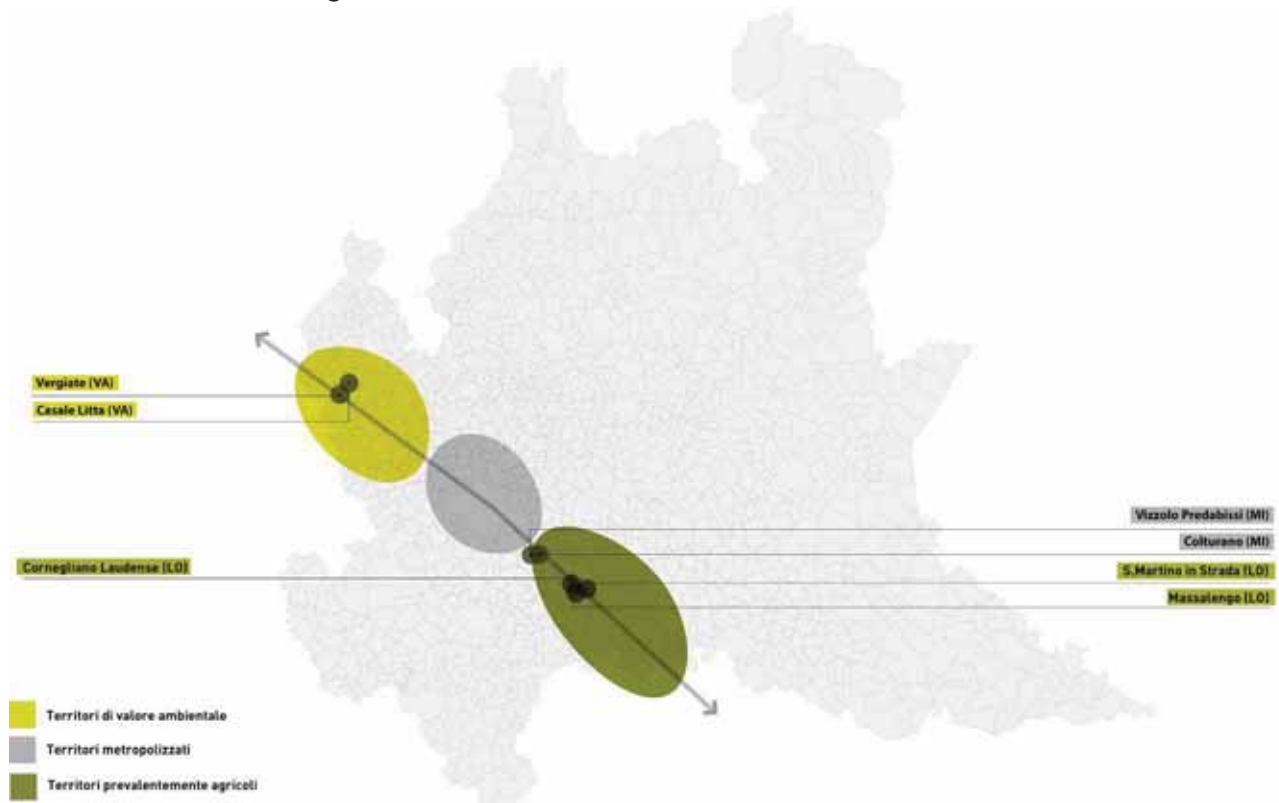 Vergiate (VA)
Casale Litta (VA)
Vizzolo Predabissi (MI)
Colturano (MI)
Cornegliano Laudense (LO)
S.Martino in Strada (LO)
Massalengo (LO)
Territori di valore ambientale
Territori metropolizzati
Territori prevalentemente agricoli